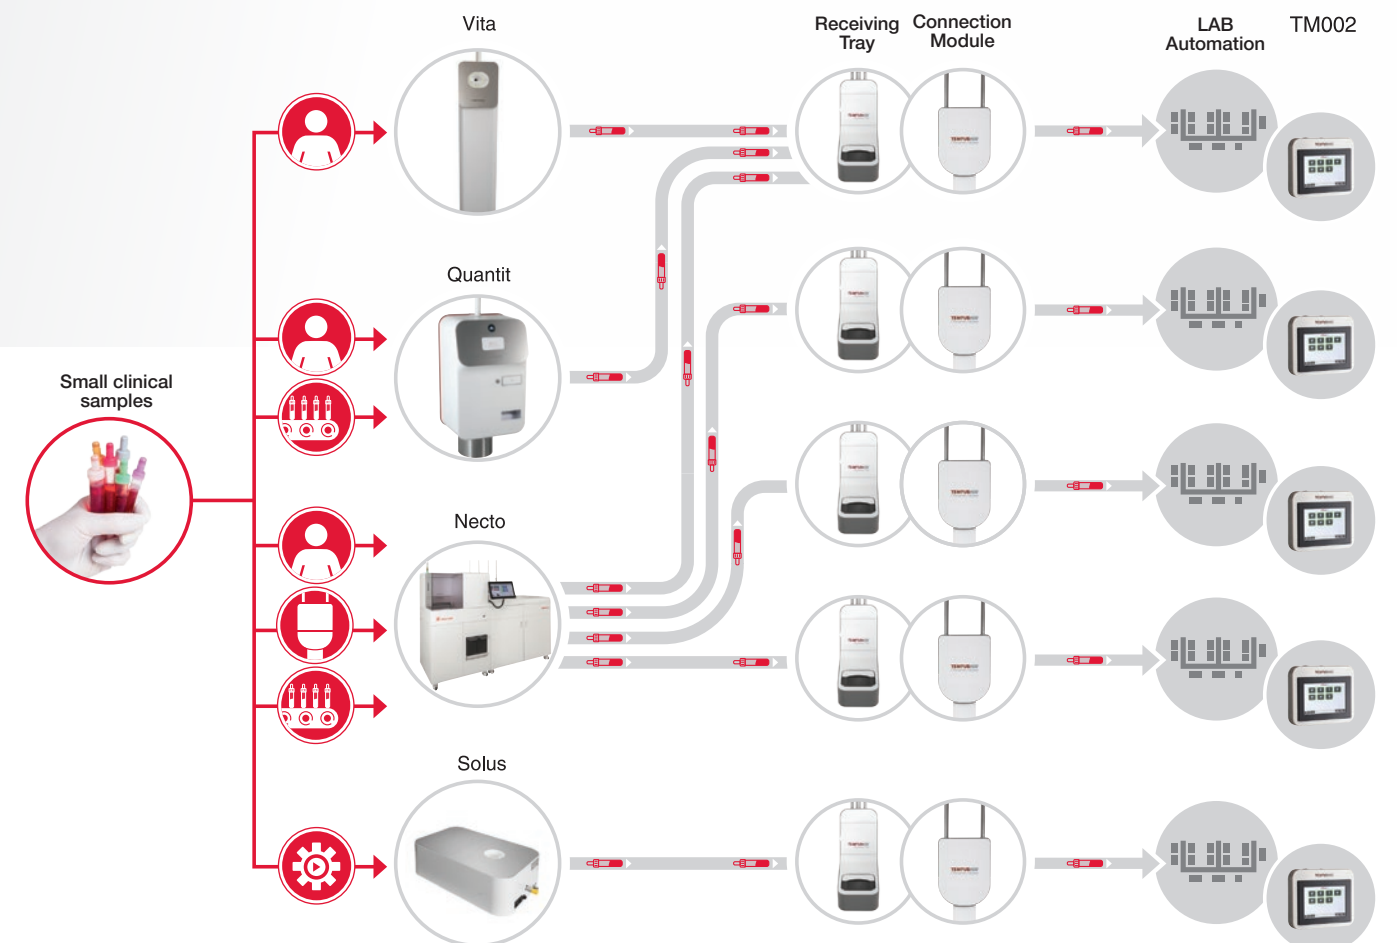 Vita
Receiving
Tray
Connection
Module
LAB
Automation
TM002
Quantit
Small clinical
samples
Necto
Solus